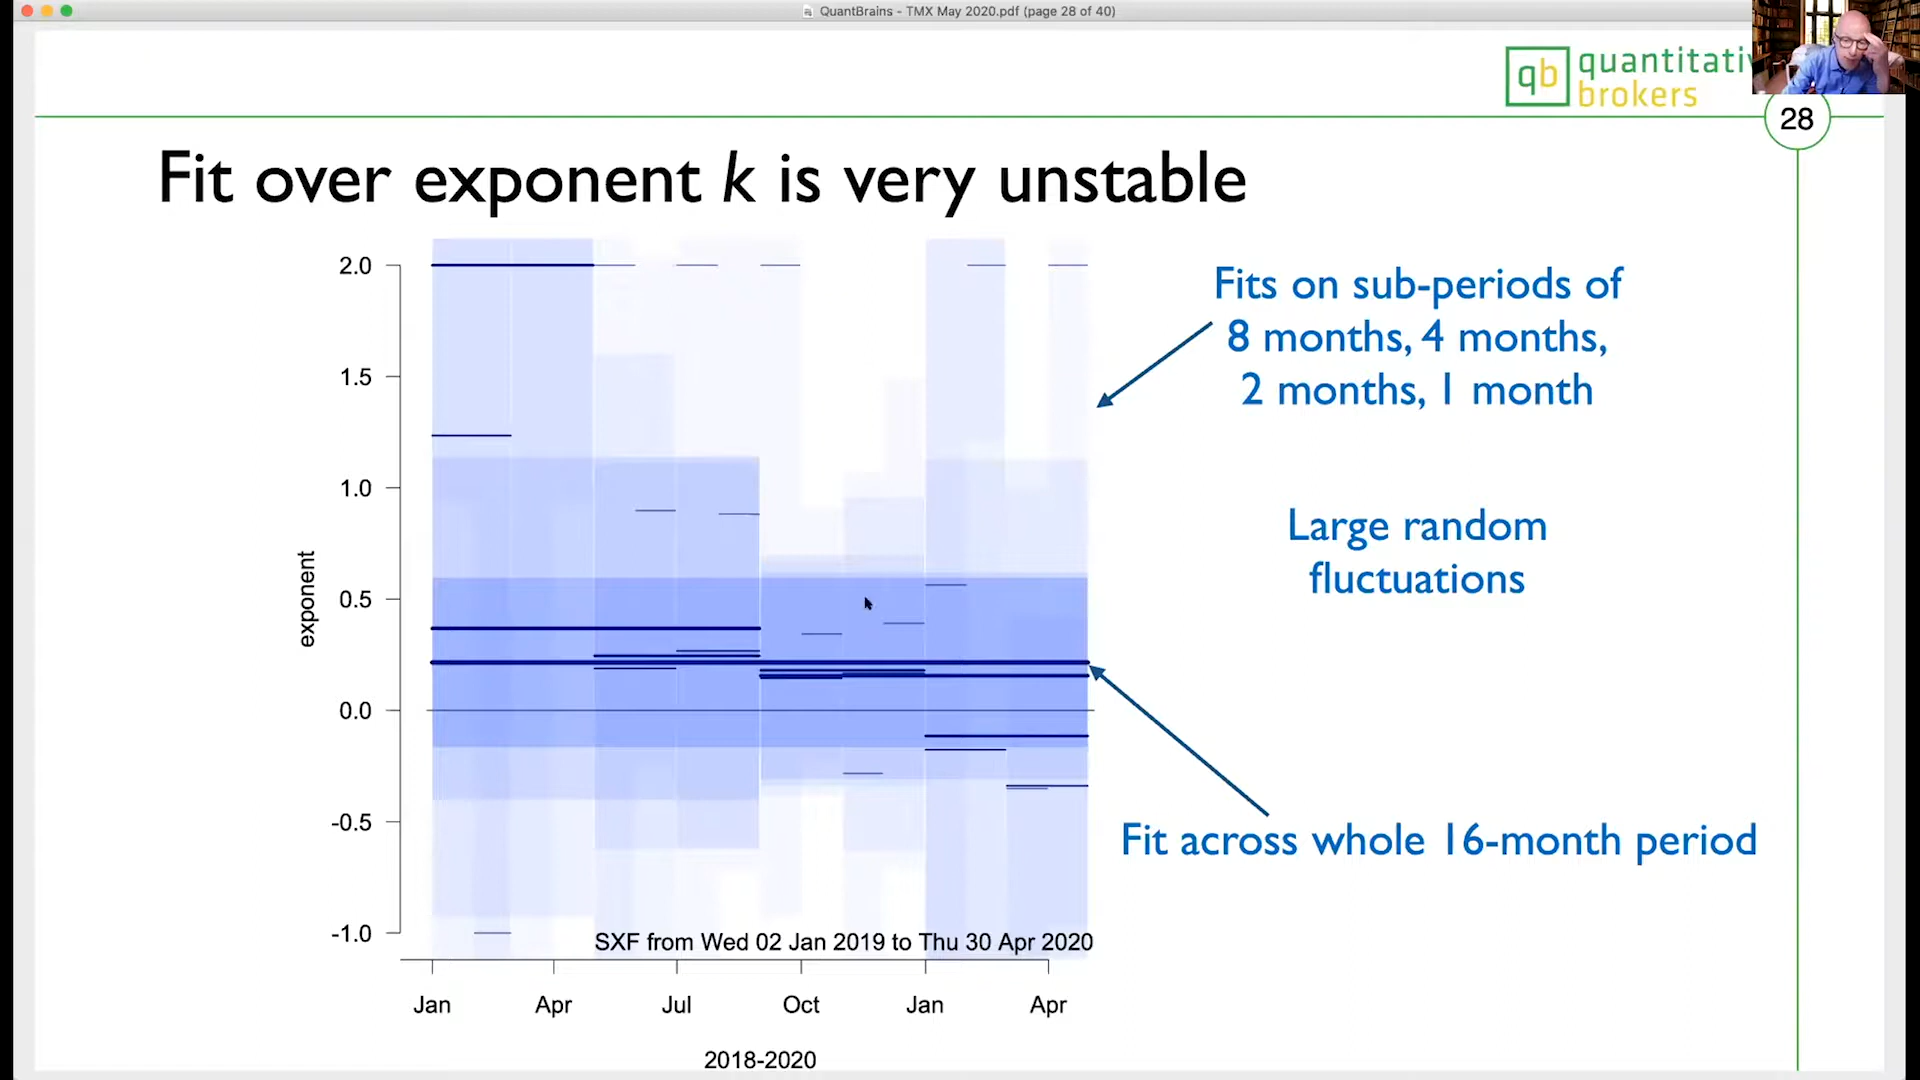 QuantBrains - TMX May 2020.pdf (page 28 of 40)
qb
quantitati
brokers
28
Fit over exponent k is very unstable
2.0
1.5
1.0
0.5
0.0
-0.5
-1.0
exponent
Fits on sub-periods of
8 months, 4 months,
2 months, 1 month
Large random
fluctuations
Fit across whole 16-month period
SXF from Wed 02 Jan 2019 to Thu 30 Apr 2020
Jan Apr Jul Oct Jan Apr
2018-2020